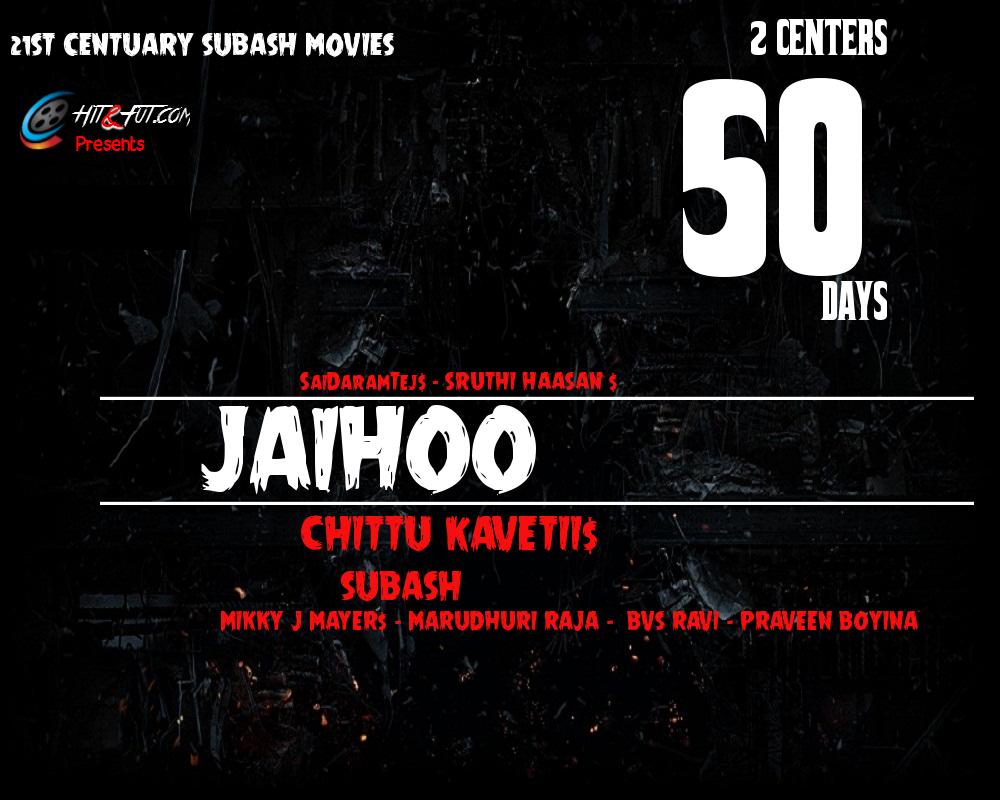 21ST CENTUARY SUBASH MOVIES
2 CENTERS
HIT&FUT.COM
Presents
50
DAYS
SaiDaramTej$ - SRUTHI HAASAN $
JAIHOO
CHITTU KAVETII$
SUBASH
MIKKY J MAYER$ - MARUDHURI RAJA - BVS RAVI - PRAVEEN BOYINA